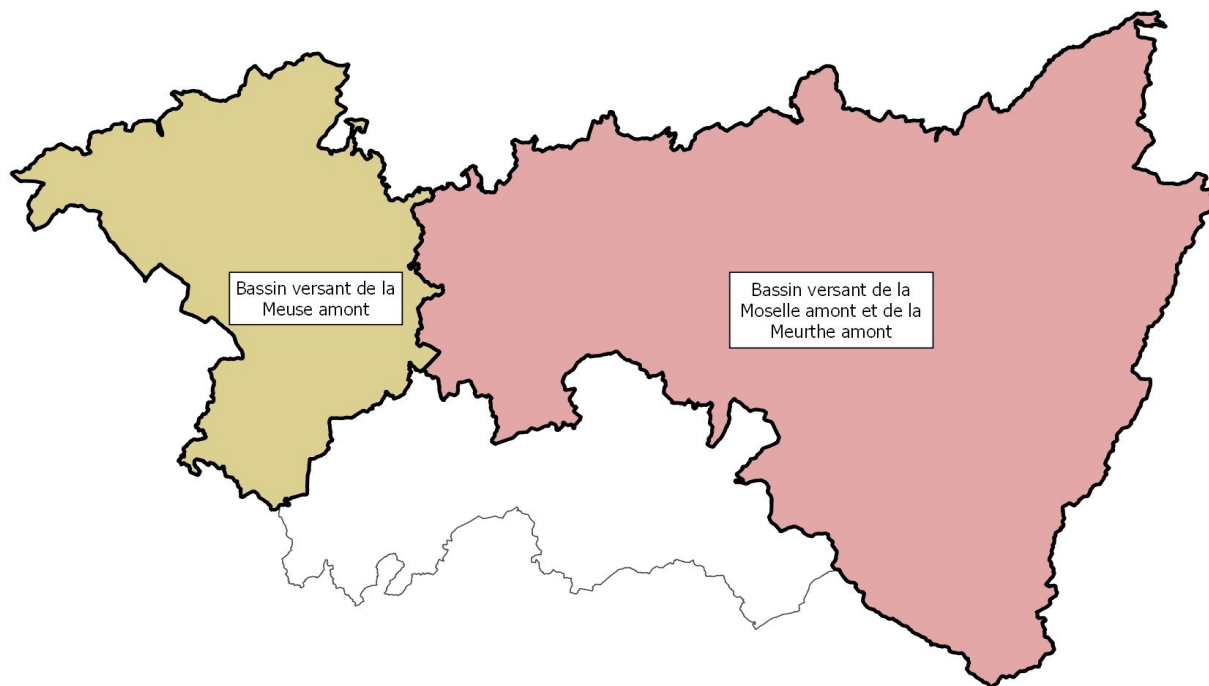 Bassin versant de la
Meuse amont
Bassin versant de la
Moselle amont et de la
Meurthe amont